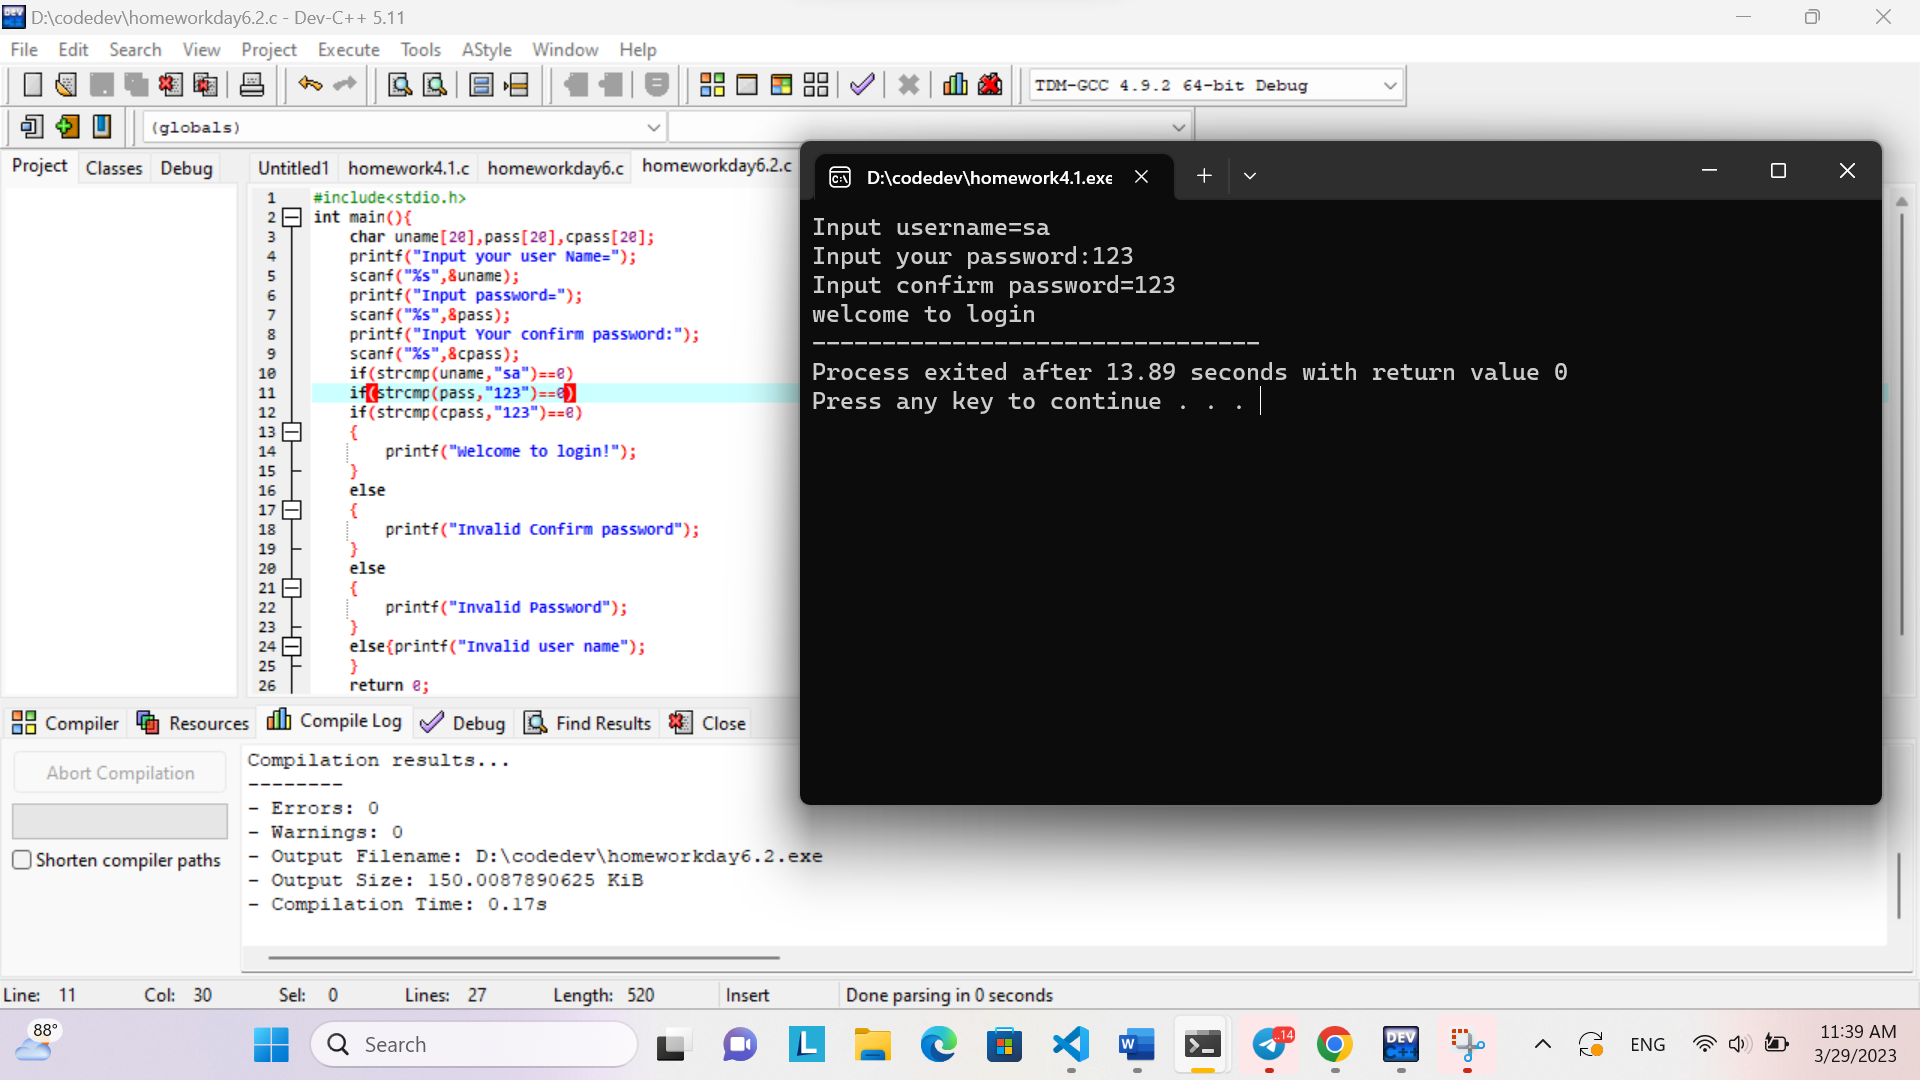 D:\codedev\homeworkday6.2.c - Dev-C++ 5.11
File Edit Search View Project Execute Tools AStyle Window Help
TDM-GCC 4.9.2 64-bit Debug
(globals)
Project Classes Debug
Untitled1 homework4.1.c homeworkday6.c homeworkday6.2.c
1 #include<stdio.h>
2 int main(){
3 char uname[20],pass[20],cpass[20];
4 printf("Input your user Name=");
5 scanf("%s",&uname);
6 printf("Input password=");
7 scanf("%s",&pass);
8 printf("Input Your confirm password:");
9 scanf("%s",&cpass);
10 if(strcmp(uname,"sa")==0)
11 if(strcmp(pass,"123")==0)
12 if(strcmp(cpass,"123")==0)
13 {
14 printf("Welcome to login!");
15 }
16 else
17 {
18 printf("Invalid Confirm password");
19 }
20 else
21 {
22 printf("Invalid Password");
23 }
24 else{printf("Invalid user name");
25 }
26 return 0;
D:\codedev\homework4.1.exe
Input username=sa
Input your password:123
Input confirm password=123
welcome to login
--------------------------------
Process exited after 13.89 seconds with return value 0
Press any key to continue . . .
Compiler Resources Compile Log Debug Find Results Close
Abort Compilation
Shorten compiler paths
Compilation results...
--------
- Errors: 0
- Warnings: 0
- Output Filename: D:\codedev\homeworkday6.2.exe
- Output Size: 150.0087890625 KiB
- Compilation Time: 0.17s
Line: 11 Col: 30 Sel: 0 Lines: 27 Length: 520 Insert Done parsing in 0 seconds
88°
Search
L
W
..14
DEV
C++
ENG
11:39 AM
3/29/2023